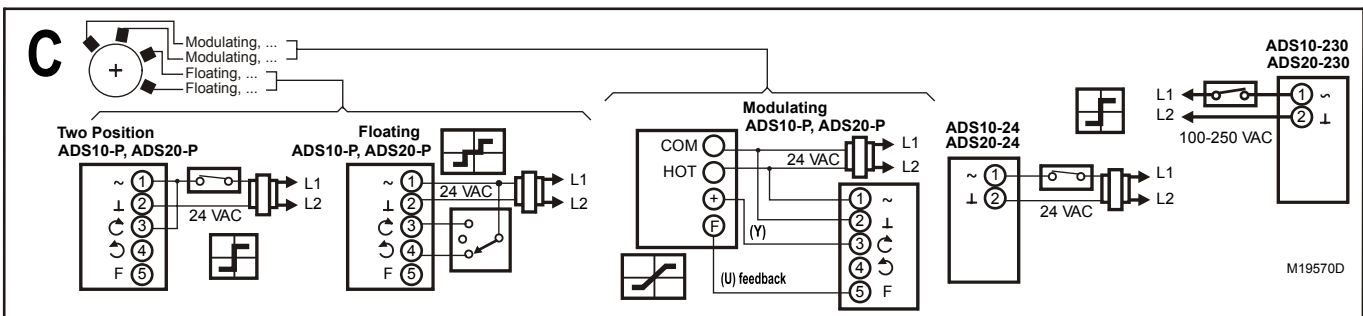 C
Modulating, ...
Modulating, ...
Floating, ...
Floating, ...
Two Position
ADS10-P, ADS20-P
~ 1
⊥ 2
3
4
F 5
24 VAC
L1
L2
Floating
ADS10-P, ADS20-P
~ 1
⊥ 2
3
4
F 5
24 VAC
L1
L2
Modulating
ADS10-P, ADS20-P
COM
HOT
+
F
24 VAC
L1
L2
(Y)
(U) feedback
1 ~
2 ⊥
3
4
5 F
ADS10-24
ADS20-24
~ 1
⊥ 2
24 VAC
L1
L2
ADS10-230
ADS20-230
L1
L2
100-250 VAC
1 ~
2 ⊥
M19570D